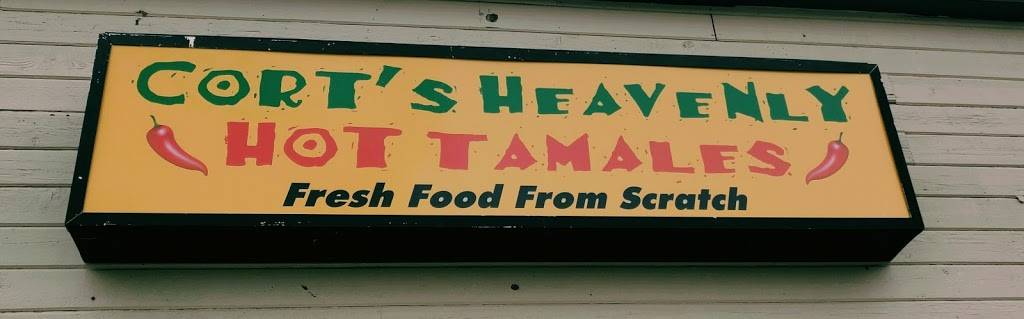 CORT'S HEAVENLY
HOT TAMALES
Fresh Food From Scratch